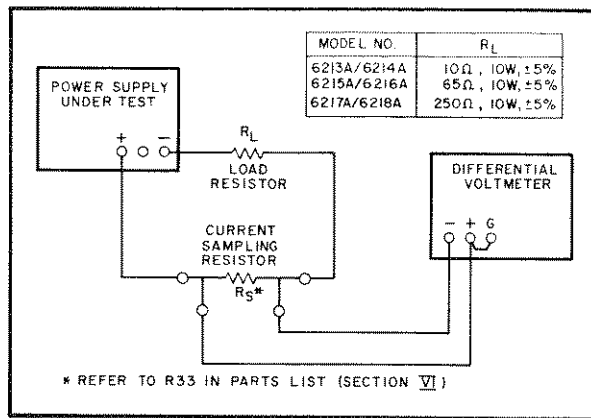 MODEL NO. RL
6213A/6214A 10Ω, 10W, ±5%
6215A/6216A 65Ω, 10W, ±5%
6217A/6218A 250Ω, 10W, ±5%
POWER SUPPLY
UNDER TEST
+ −
RL
LOAD
RESISTOR
DIFFERENTIAL
VOLTMETER
− + G
CURRENT
SAMPLING
RESISTOR
RS*
* REFER TO R33 IN PARTS LIST (SECTION VI)